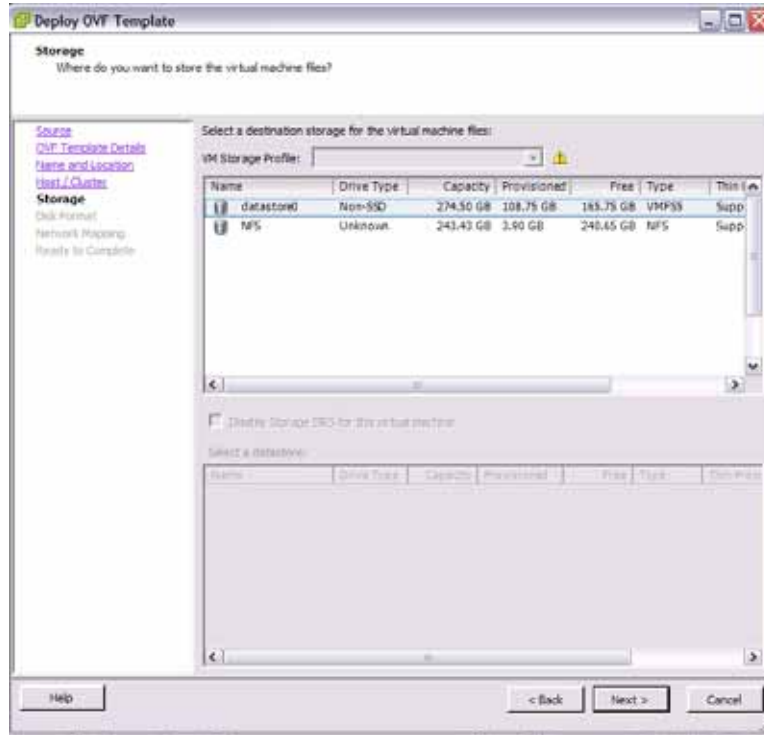 Deploy OVF Template
Storage
Where do you want to store the virtual machine files?
Source
OVF Template Details
Name and Location
Host / Cluster
Storage
Disk Format
Network Mapping
Ready to Complete
Select a destination storage for the virtual machine files:
VM Storage Profile:
Name Drive Type Capacity Provisioned Free Type Thin
datastore0 Non-SSD 274.50 GB 108.75 GB 165.75 GB VMFS5 Supp
NFS Unknown 243.43 GB 3.90 GB 240.65 GB NFS Supp
Disable Storage DRS for this virtual machine
Select a datastore:
Name Drive Type Capacity Provisioned Free Type Thin
Help < Back Next > Cancel